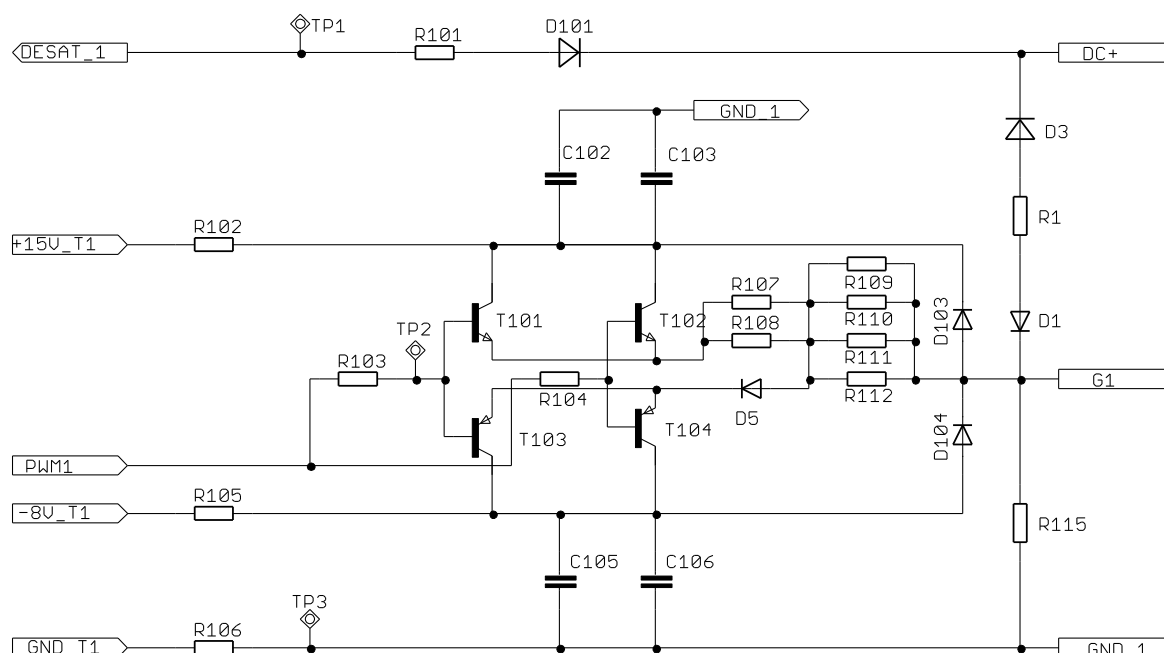 TP1
D101
R101
DESAT_1
DC+
GND_1
D3
C102
C103
R1
R102
+15V_T1
R107
R109
T101
T102
R108
R110
D103
D1
TP2
R111
R103
R104
R112
G1
D5
T103
T104
D104
PWM1
R105
-8V_T1
R115
C105
C106
TP3
R106
GND_T1
GND_1